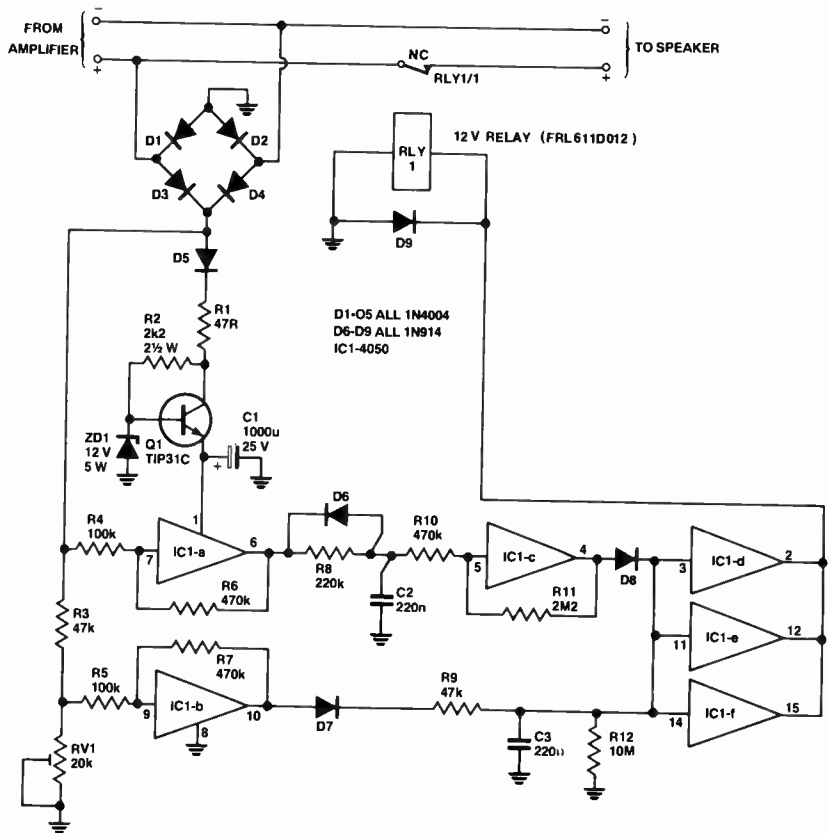 FROM
AMPLIFIER
−
+
NC
RLY1/1
−
+
TO SPEAKER
D1
D2
D3
D4
RLY
1
12 V RELAY (FRL611D012)
D9
D5
R1
47R
D1-O5 ALL 1N4004
D6-D9 ALL 1N914
IC1-4050
R2
2k2
2½ W
ZD1
12 V
5 W
Q1
TIP31C
C1
1000u
25 V
+
1
R4
100k
7
IC1-a
6
R6
470k
D6
R8
220k
C2
220n
R10
470k
5
IC1-c
4
R11
2M2
D8
3
IC1-d
2
11
IC1-e
12
14
IC1-f
15
R3
47k
R5
100k
R7
470k
9
IC1-b
10
8
D7
R9
47k
C3
220n
R12
10M
RV1
20k